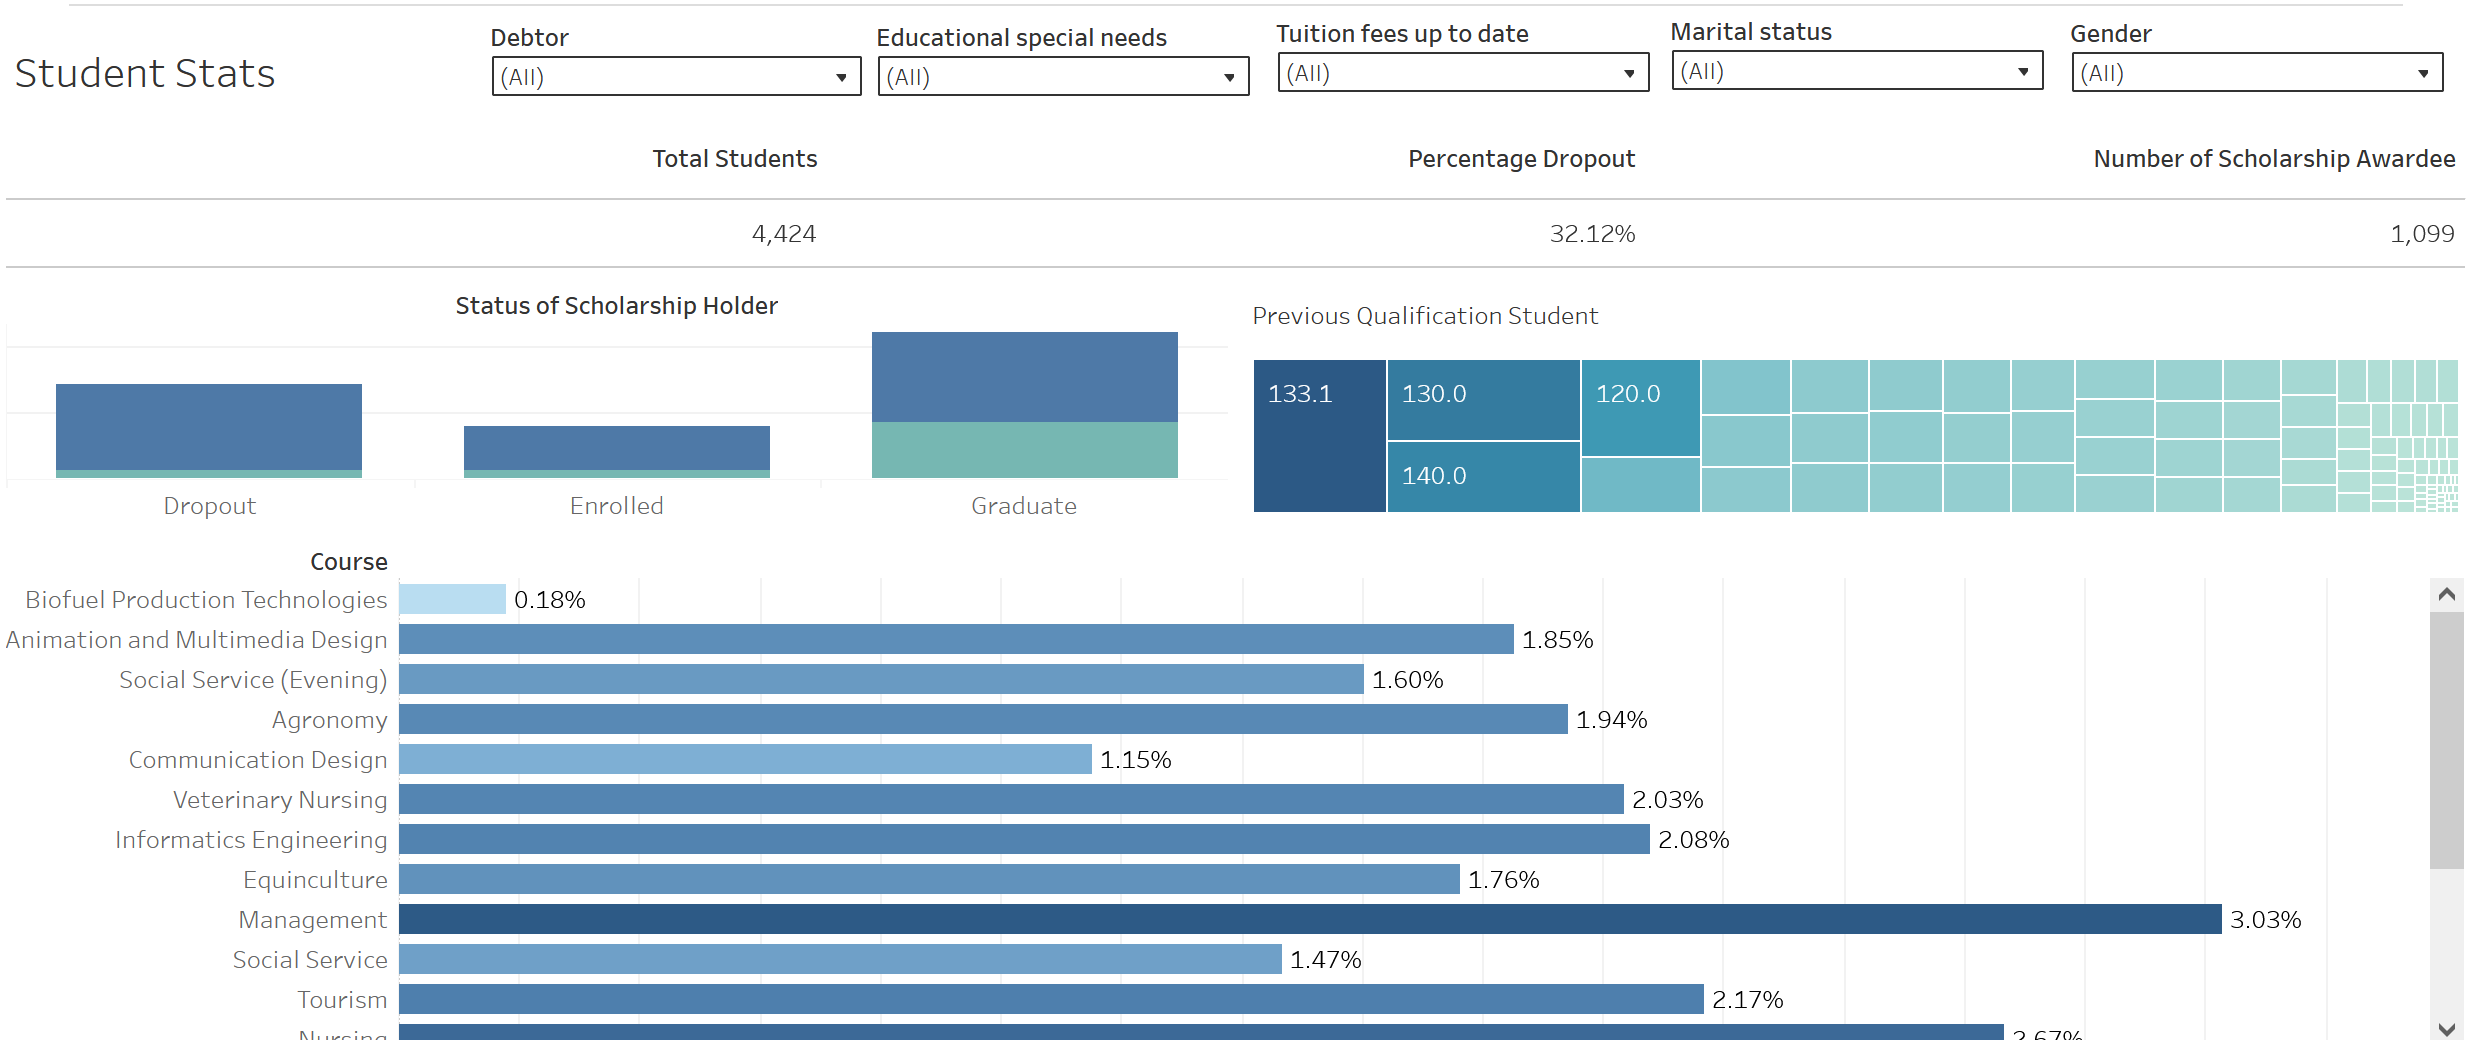 Student Stats
Debtor
(All)
Educational special needs
(All)
Tuition fees up to date
(All)
Marital status
(All)
Gender
(All)
Total Students
Percentage Dropout
Number of Scholarship Awardee
4,424
32.12%
1,099
Status of Scholarship Holder
Dropout
Enrolled
Graduate
Previous Qualification Student
133.1
130.0
140.0
120.0
Course
Biofuel Production Technologies 0.18%
Animation and Multimedia Design 1.85%
Social Service (Evening) 1.60%
Agronomy 1.94%
Communication Design 1.15%
Veterinary Nursing 2.03%
Informatics Engineering 2.08%
Equinculture 1.76%
Management 3.03%
Social Service 1.47%
Tourism 2.17%
Nursing 2.67%